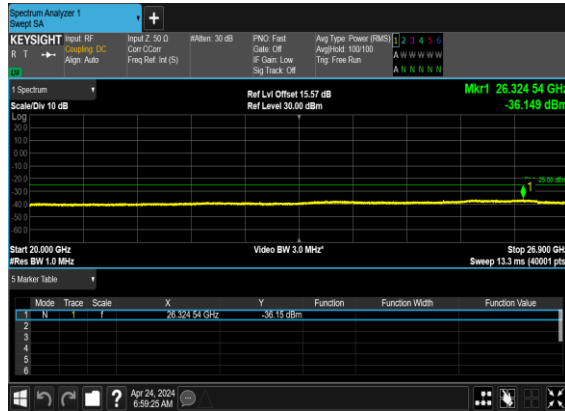 Spectrum Analyzer 1
Swept SA
+
KEYSIGHT Input: RF Input Z: 50 Ω #Atten: 30 dB PNO: Fast Avg Type: Power (RMS) 1 2 3 4 5 6
R T Coupling: DC Corr CCorr Gate: Off Avg|Hold: 100/100 A W W W W W
Align: Auto Freq Ref: Int (S) IF Gain: Low Trig: Free Run
Sig Track: Off A N N N N N
1 Spectrum
Ref Lvl Offset 15.57 dB Mkr1 26.324 54 GHz
Scale/Div 10 dB Ref Level 30.00 dBm -36.149 dBm
Log
20.0
10.0
0.00
-10.0
-20.0
-25.00 dBm
1
-30.0
-40.0
-50.0
-60.0
Start 20.000 GHz Video BW 3.0 MHz* Stop 26.900 GHz
#Res BW 1.0 MHz Sweep 13.3 ms (40001 pts)
5 Marker Table
Mode Trace Scale X Y Function Function Width Function Value
1 N 1 f 26.324 54 GHz -36.15 dBm
2
3
4
5
6
? Apr 24, 2024
6:59:25 AM